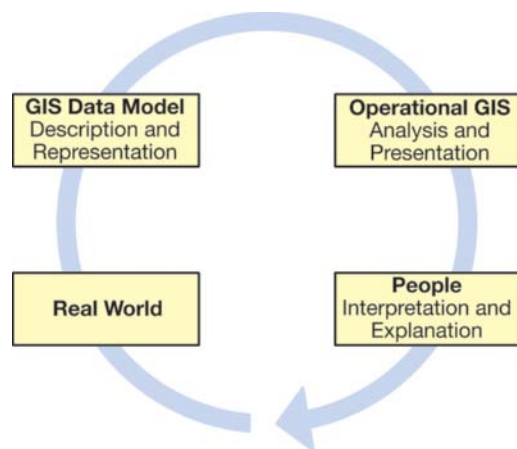 GIS Data Model
Description and
Representation
Operational GIS
Analysis and
Presentation
Real World
People
Interpretation and
Explanation